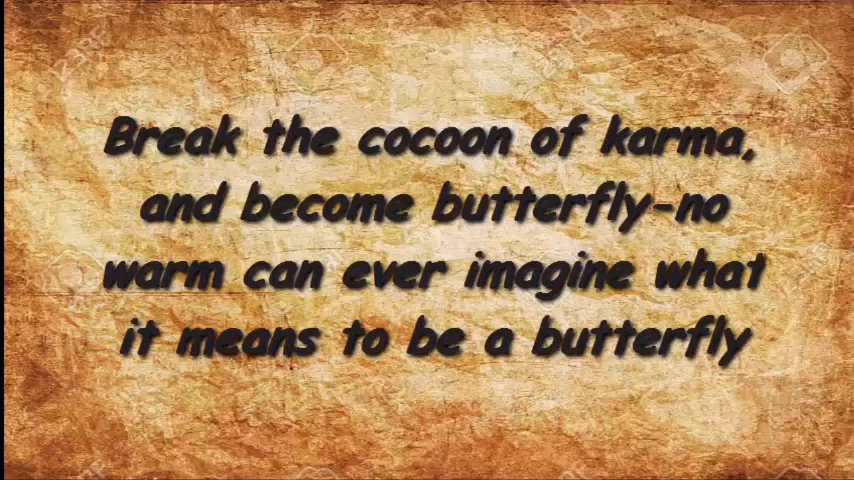 Break the cocoon of karma,
and become butterfly-no
warm can ever imagine what
it means to be a butterfly